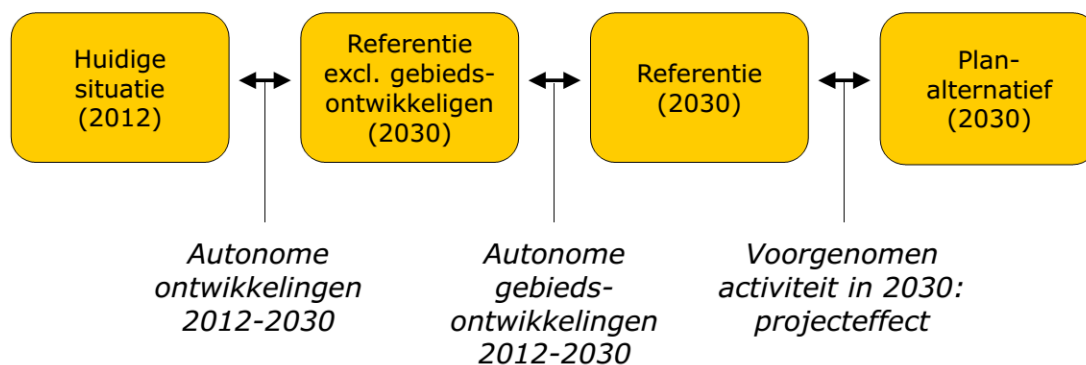 Huidige
situatie
(2012)
Referentie
excl. gebieds-
ontwikkeligen
(2030)
Referentie
(2030)
Plan-
alternatief
(2030)
Autonome
ontwikkelingen
2012-2030
Autonome
gebieds-
ontwikkelingen
2012-2030
Voorgenomen
activiteit in 2030:
projecteffect